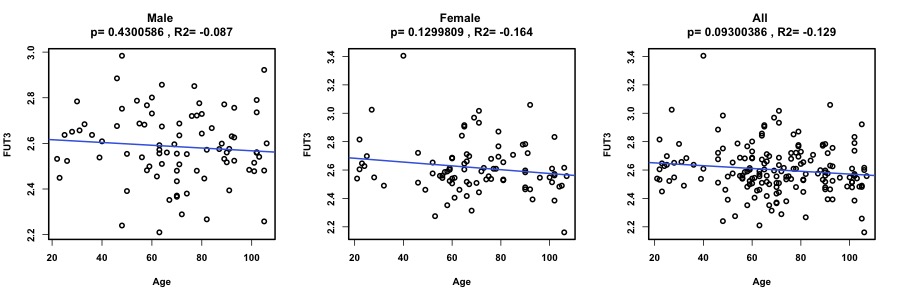 Male
p= 0.4300586 , R2= -0.087
FUT3
3.0
2.8
2.6
2.4
2.2
20 40 60 80 100
Age
Female
p= 0.1299809 , R2= -0.164
FUT3
3.4
3.2
3.0
2.8
2.6
2.4
2.2
20 40 60 80 100
Age
All
p= 0.09300386 , R2= -0.129
FUT3
3.4
3.2
3.0
2.8
2.6
2.4
2.2
20 40 60 80 100
Age